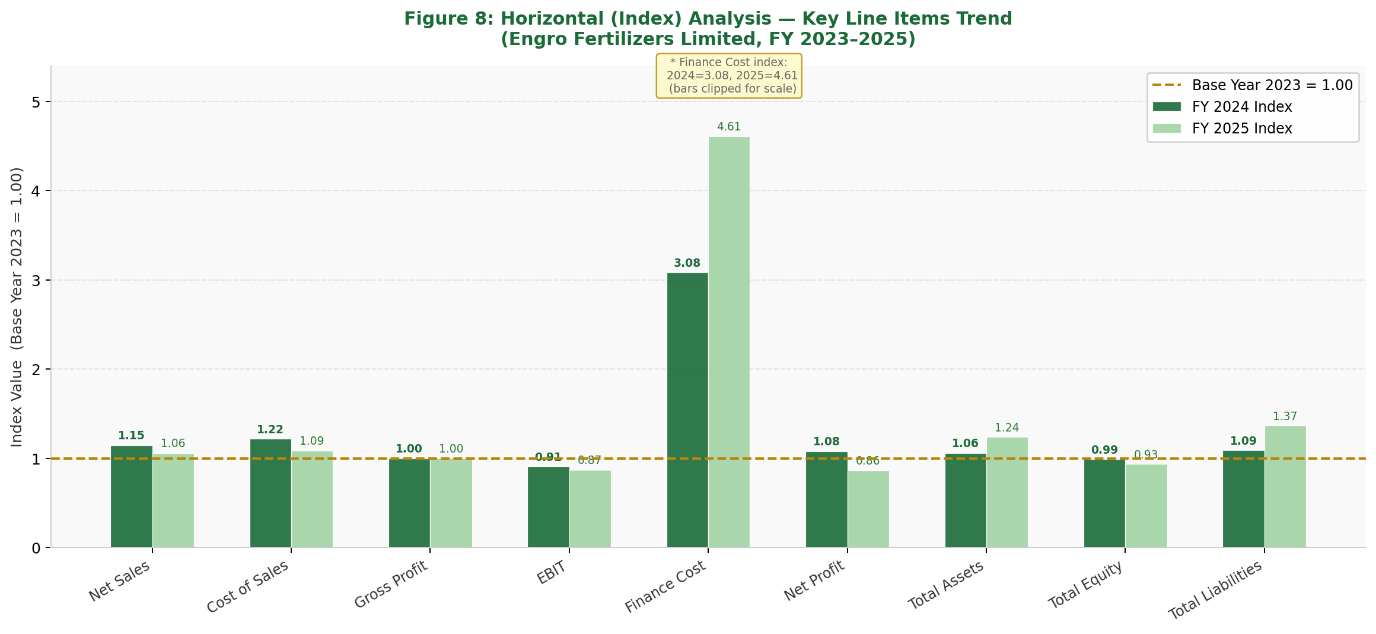 Figure 8: Horizontal (Index) Analysis — Key Line Items Trend
(Engro Fertilizers Limited, FY 2023–2025)
* Finance Cost index:
2024=3.08, 2025=4.61
(bars clipped for scale)
Base Year 2023 = 1.00
FY 2024 Index
FY 2025 Index
Index Value (Base Year 2023 = 1.00)
5
4
3
2
1
0
1.15
1.06
1.22
1.09
1.00
1.00
0.91
0.87
3.08
4.61
1.08
0.86
1.06
1.24
0.99
0.93
1.09
1.37
Net Sales
Cost of Sales
Gross Profit
EBIT
Finance Cost
Net Profit
Total Assets
Total Equity
Total Liabilities